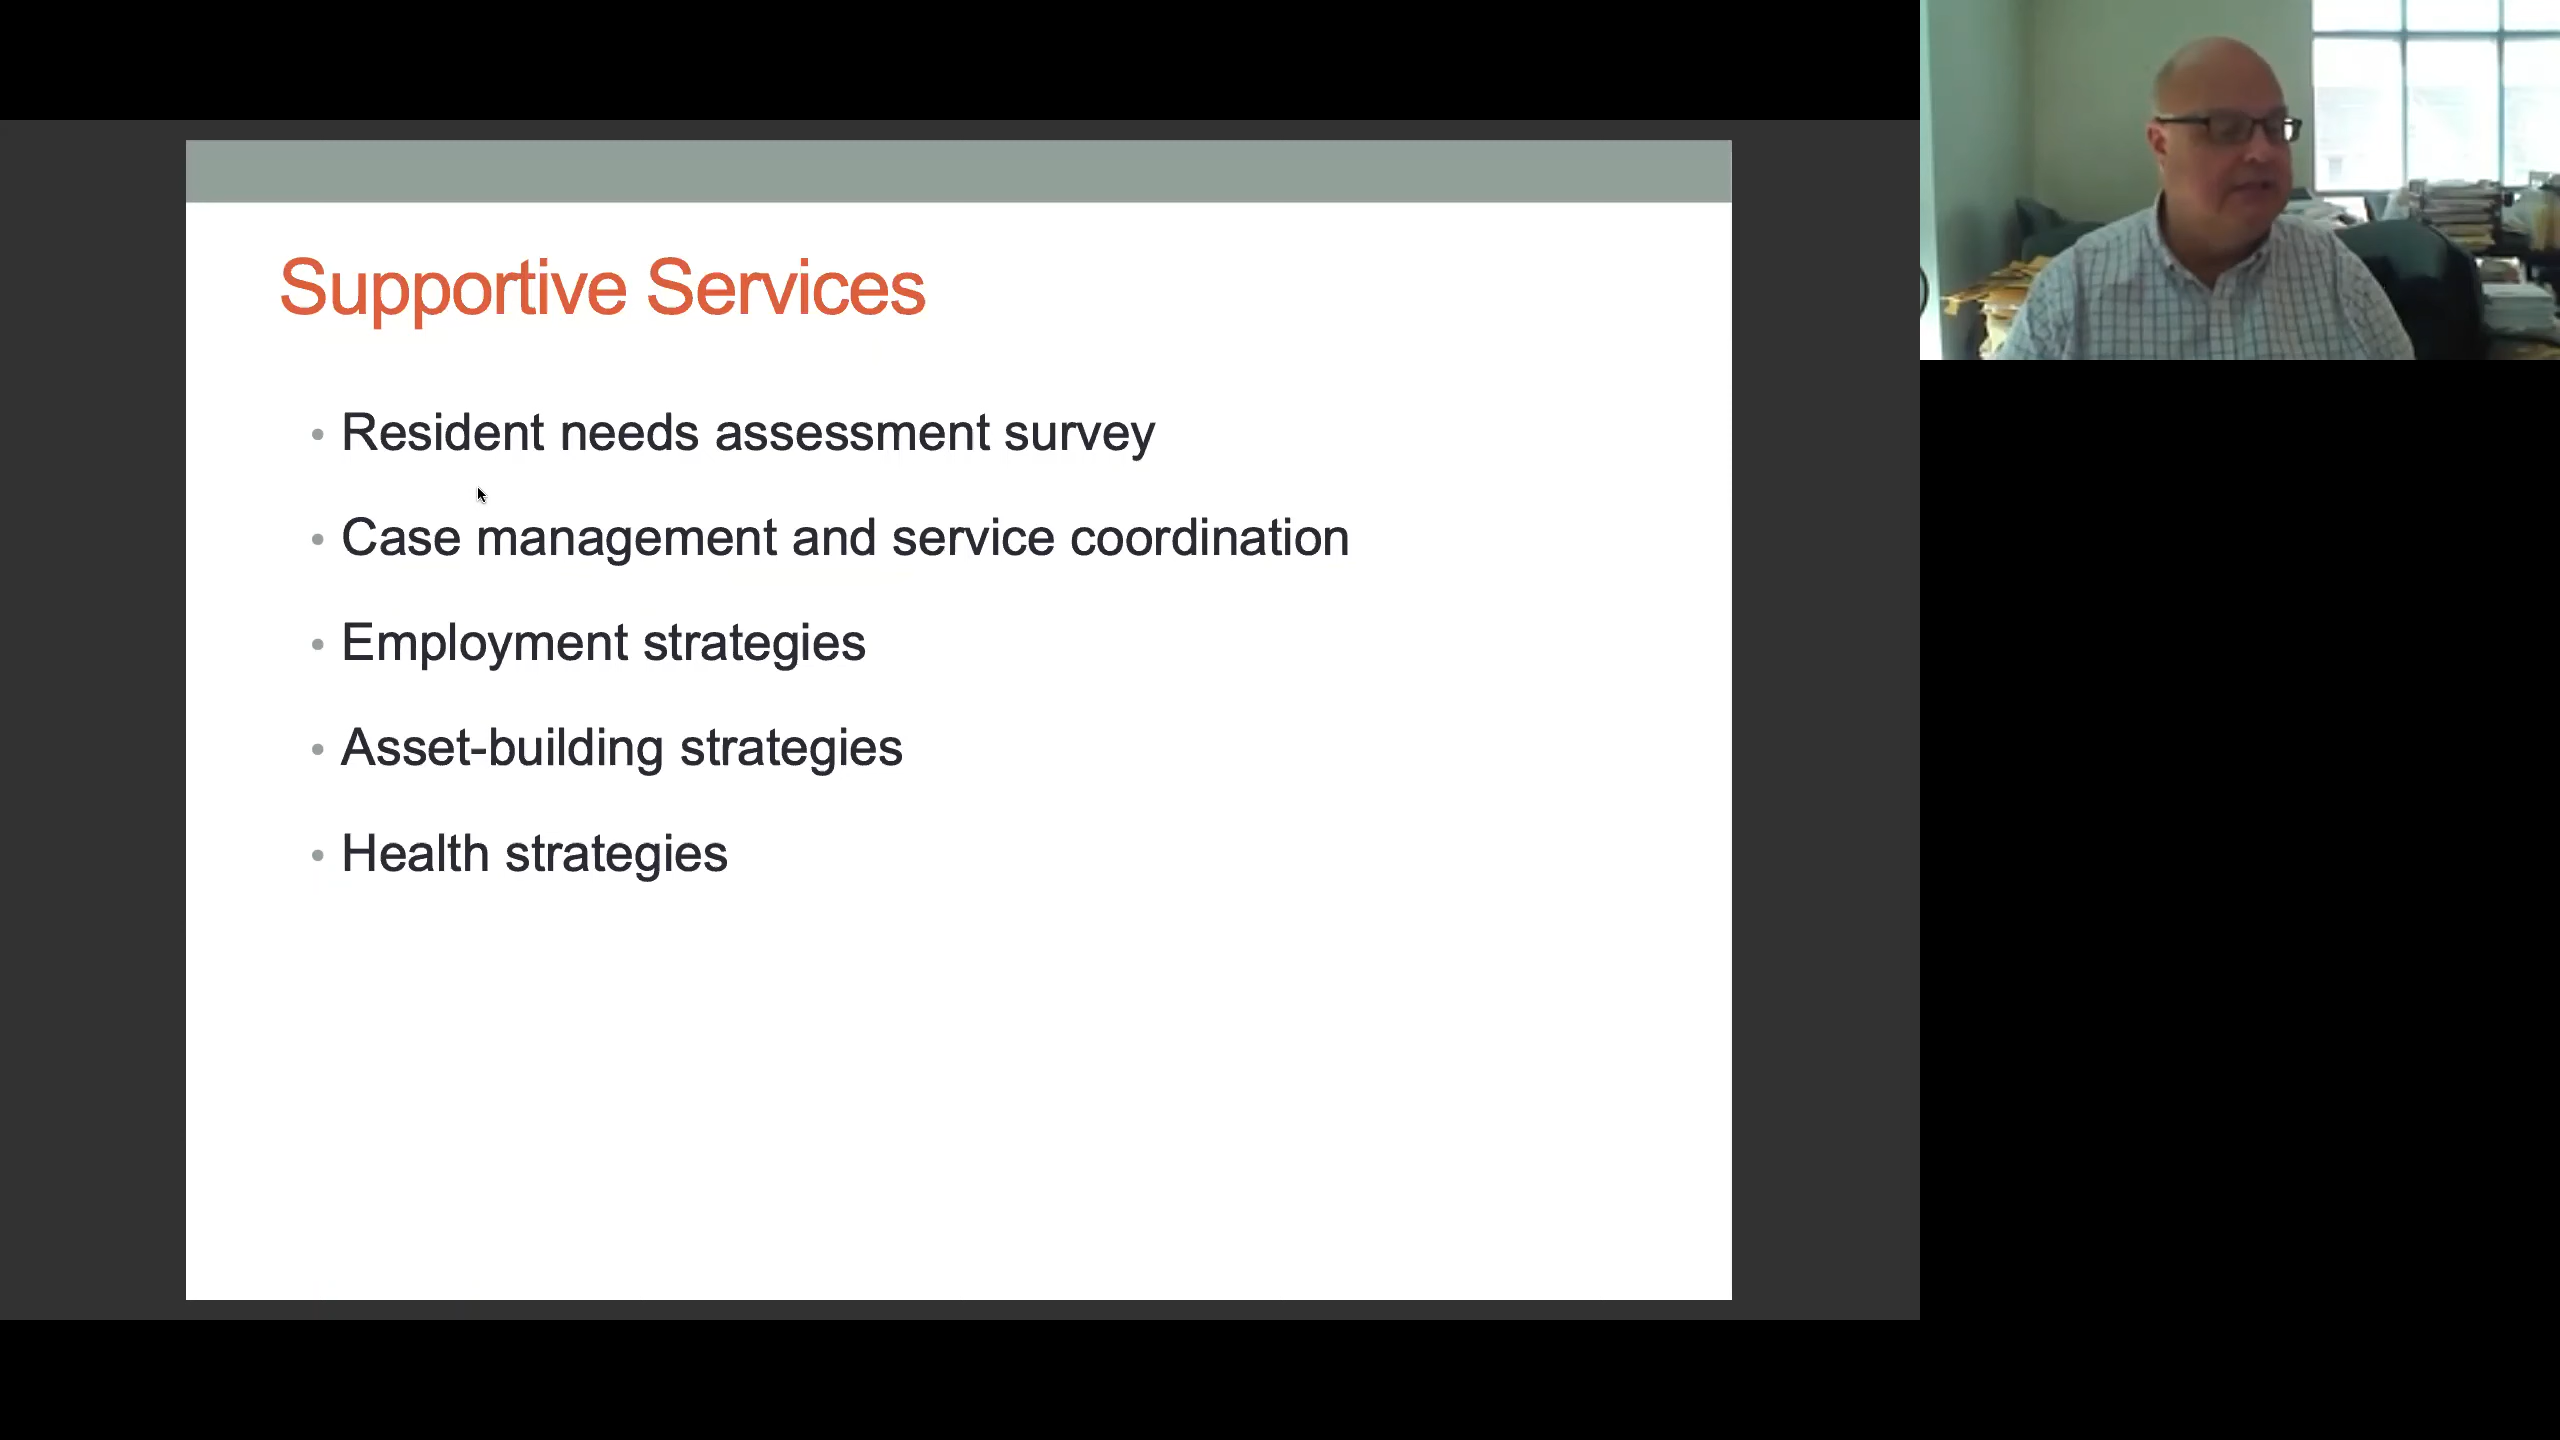 Supportive Services
• Resident needs assessment survey
• Case management and service coordination
• Employment strategies
• Asset-building strategies
• Health strategies